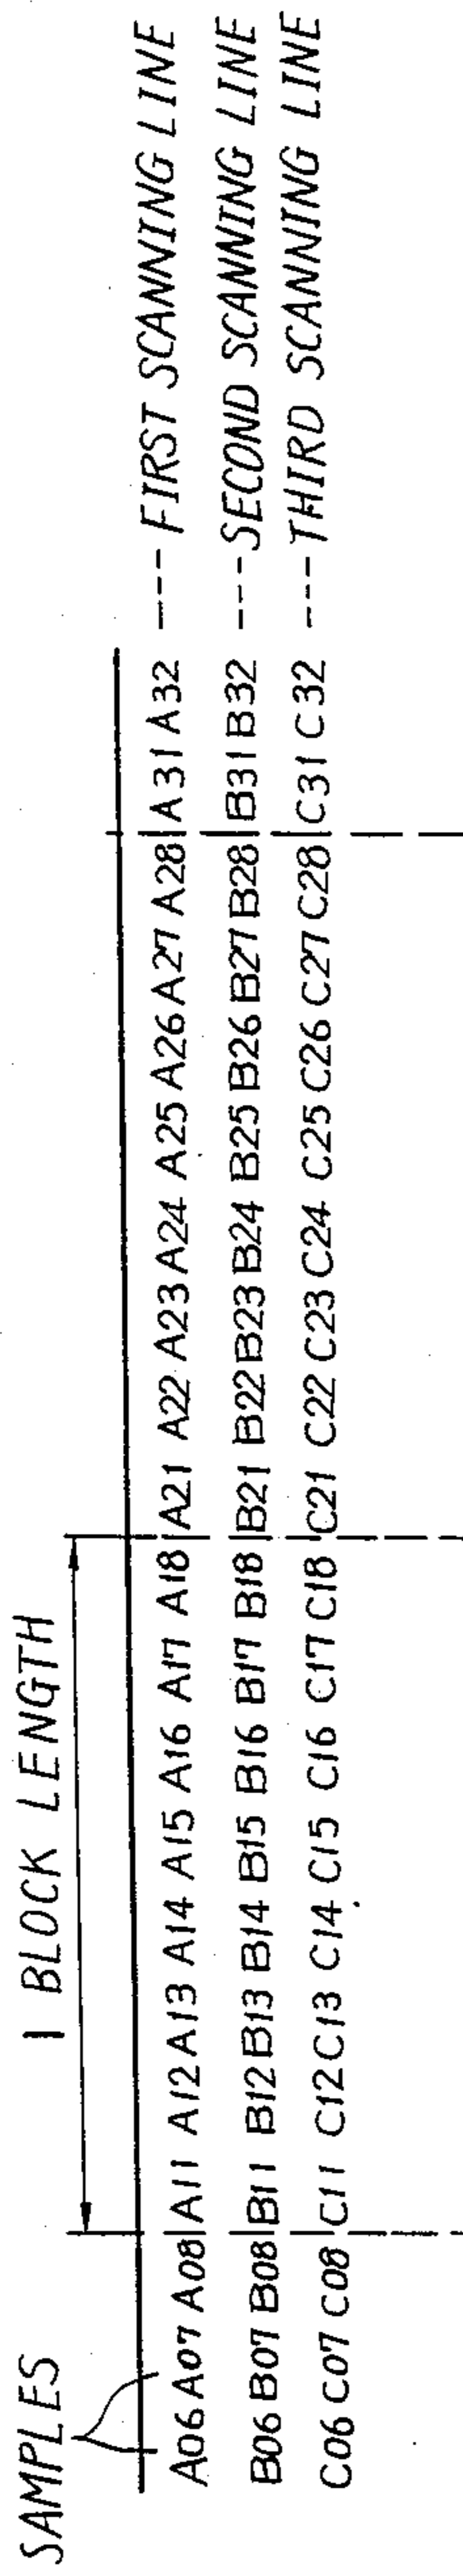 SAMPLES
1 BLOCK LENGTH
A06 A07 A08 A11 A12 A13 A14 A15 A16 A17 A18 A21 A22 A23 A24 A25 A26 A27 A28 A31 A32 --- FIRST SCANNING LINE
B06 B07 B08 B11 B12 B13 B14 B15 B16 B17 B18 B21 B22 B23 B24 B25 B26 B27 B28 B31 B32 --- SECOND SCANNING LINE
C06 C07 C08 C11 C12 C13 C14 C15 C16 C17 C18 C21 C22 C23 C24 C25 C26 C27 C28 C31 C32 --- THIRD SCANNING LINE